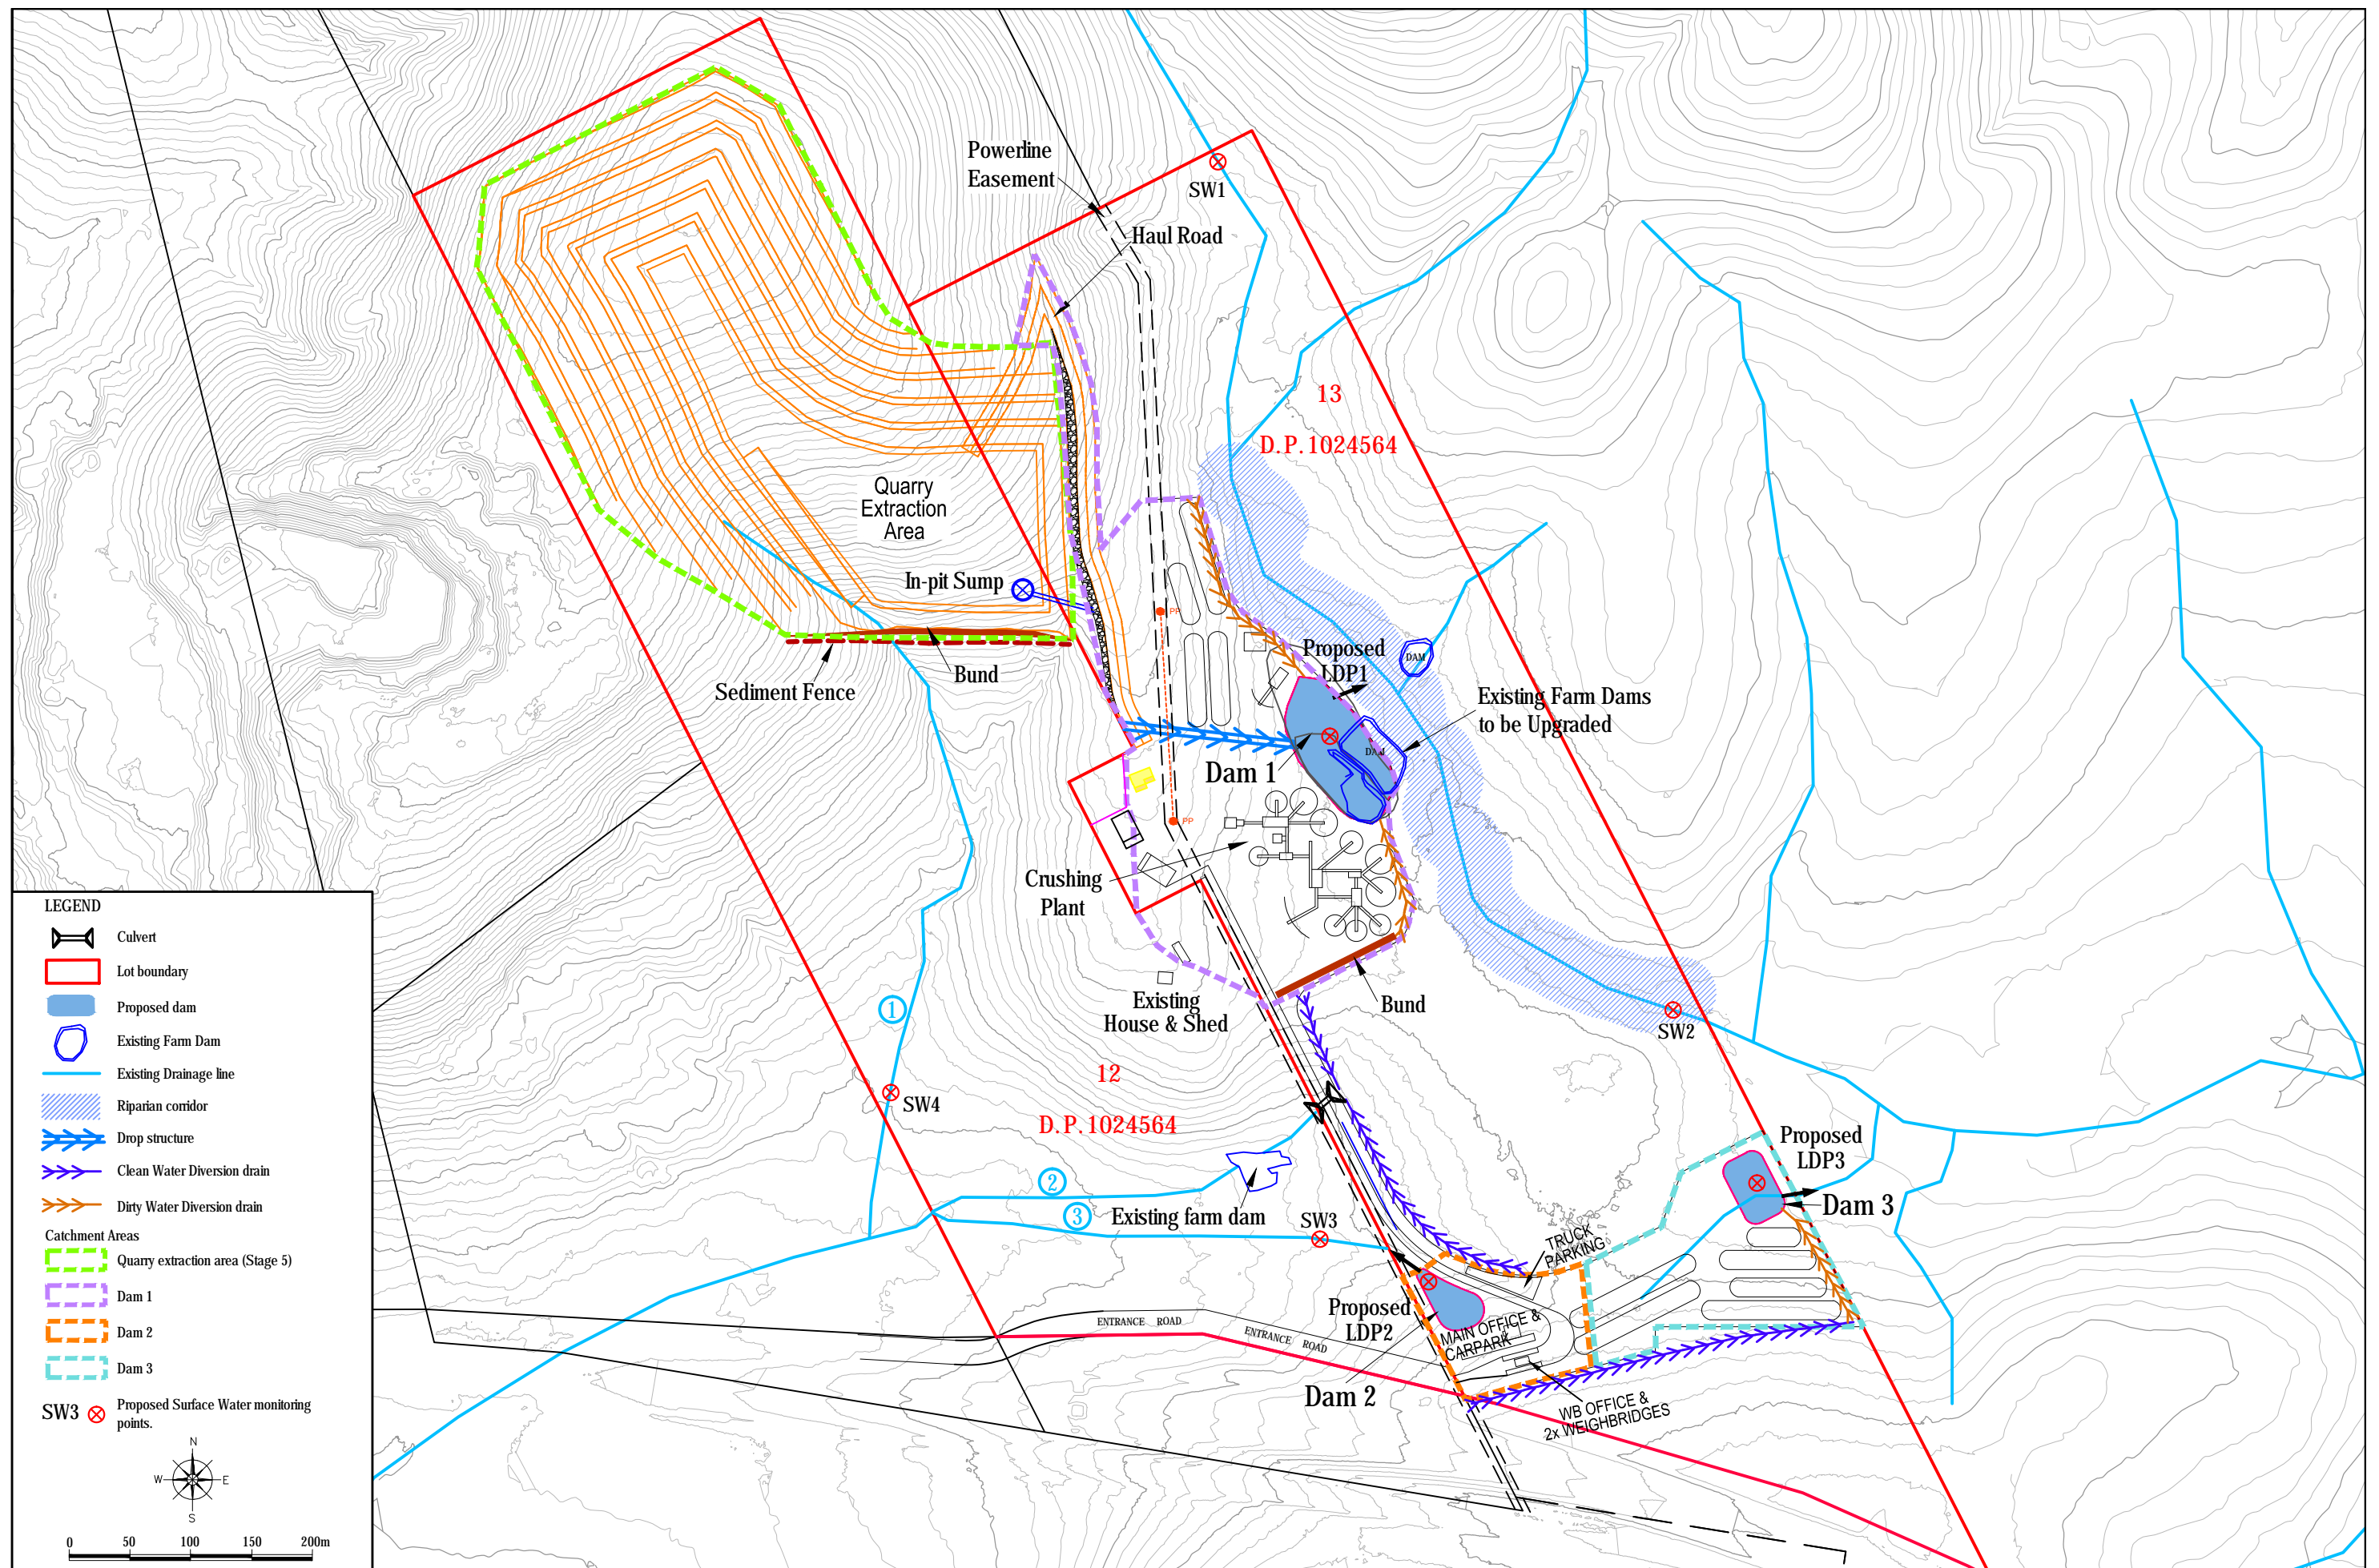 Powerline
Easement
SW1
Haul Road
13
D.P. 1024564
Quarry
Extraction
Area
In-pit Sump
PP
Proposed
LDP1
DAM
Sediment Fence
Bund
Existing Farm Dams
to be Upgraded
DAM
Dam 1
PP
Crushing
Plant
Existing
House & Shed
Bund
SW2
1
12
SW4
D.P. 1024564
Proposed
LDP3
2
3
Existing farm dam
SW3
Dam 3
TRUCK
PARKING
Proposed
LDP2
MAIN OFFICE &
CARPARK
ENTRANCE ROAD
ENTRANCE ROAD
Dam 2
WB OFFICE &
2x WEIGHBRIDGES
LEGEND
Culvert
Lot boundary
Proposed dam
Existing Farm Dam
Existing Drainage line
Riparian corridor
Drop structure
Clean Water Diversion drain
Dirty Water Diversion drain
Catchment Areas
Quarry extraction area (Stage 5)
Dam 1
Dam 2
Dam 3
SW3 Proposed Surface Water monitoring
points.
N
W E
S
0 50 100 150 200m